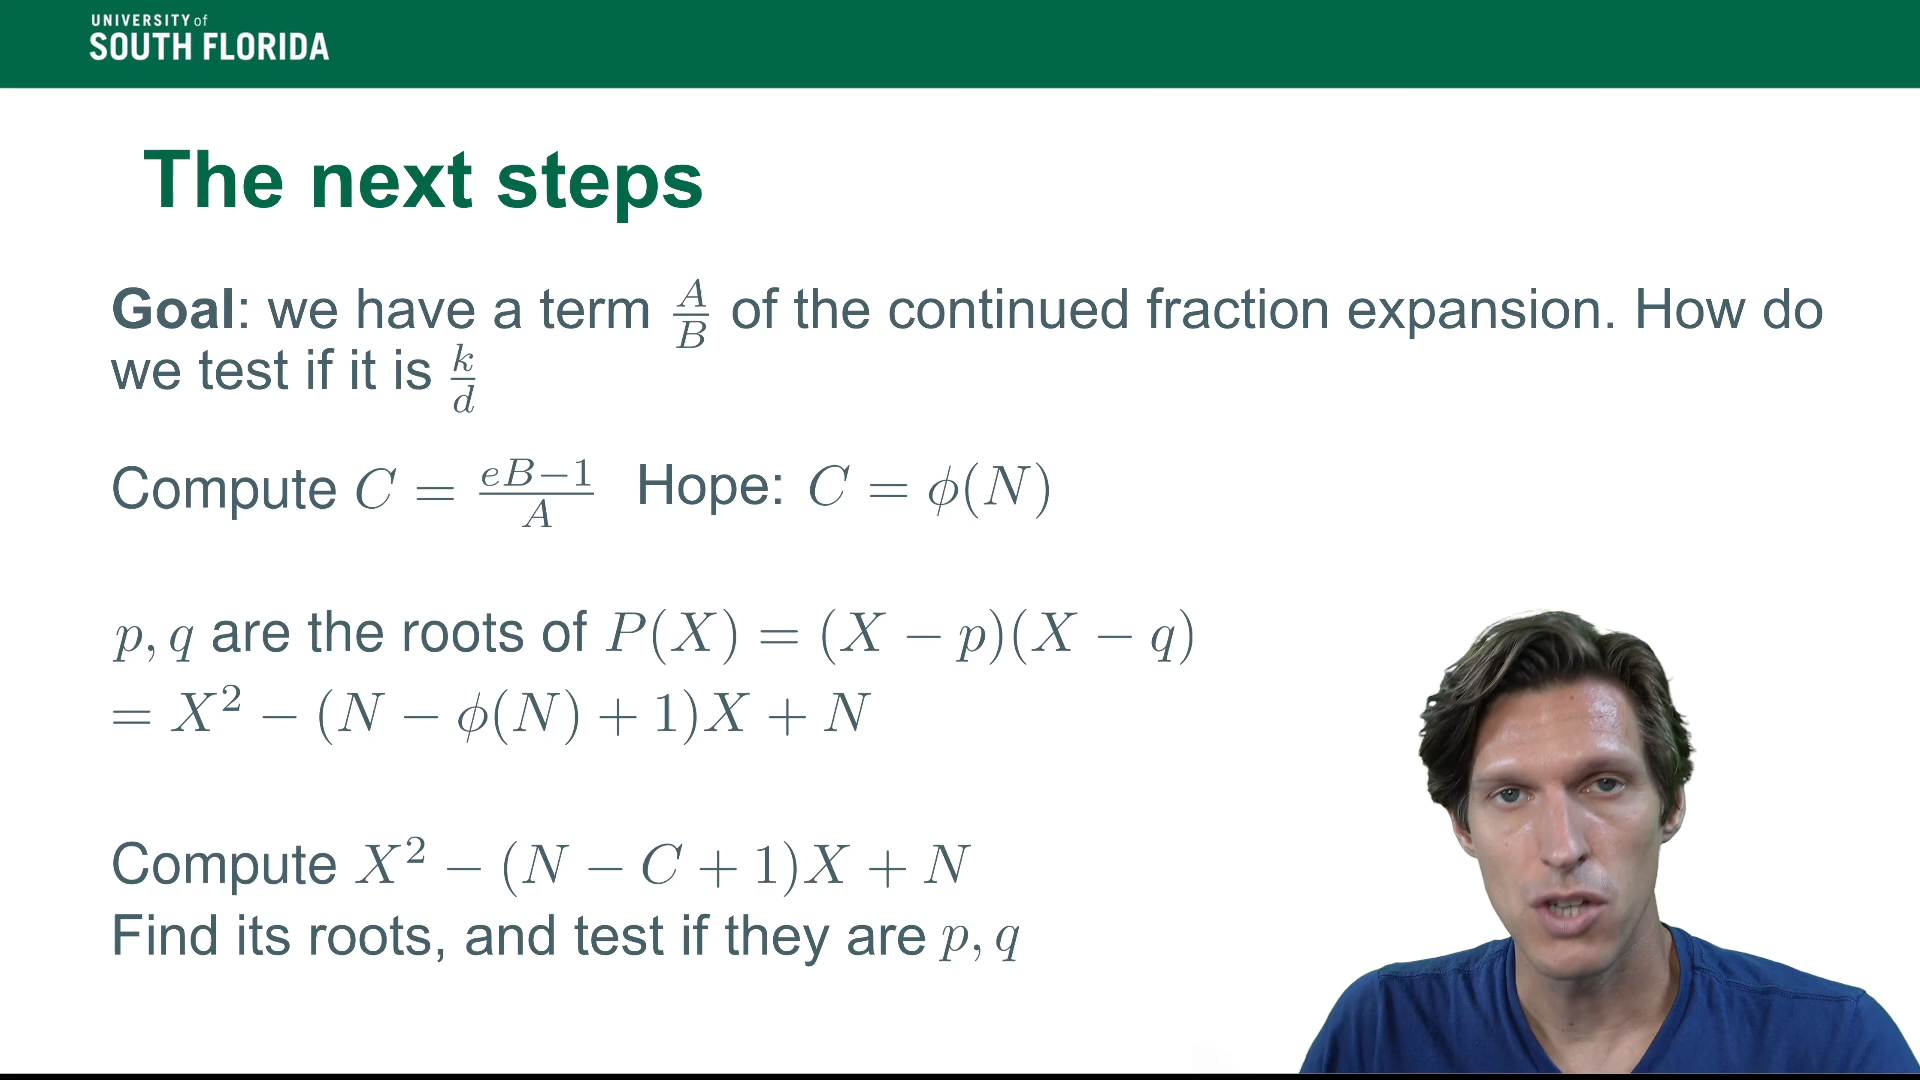 UNIVERSITY of
SOUTH FLORIDA
The next steps
Goal: we have a term A/B of the continued fraction expansion. How do
we test if it is k/d
Compute C = (eB−1)/A Hope: C = ϕ(N)
p, q are the roots of P(X) = (X − p)(X − q)
= X² − (N − ϕ(N) + 1)X + N
Compute X² − (N − C + 1)X + N
Find its roots, and test if they are p, q